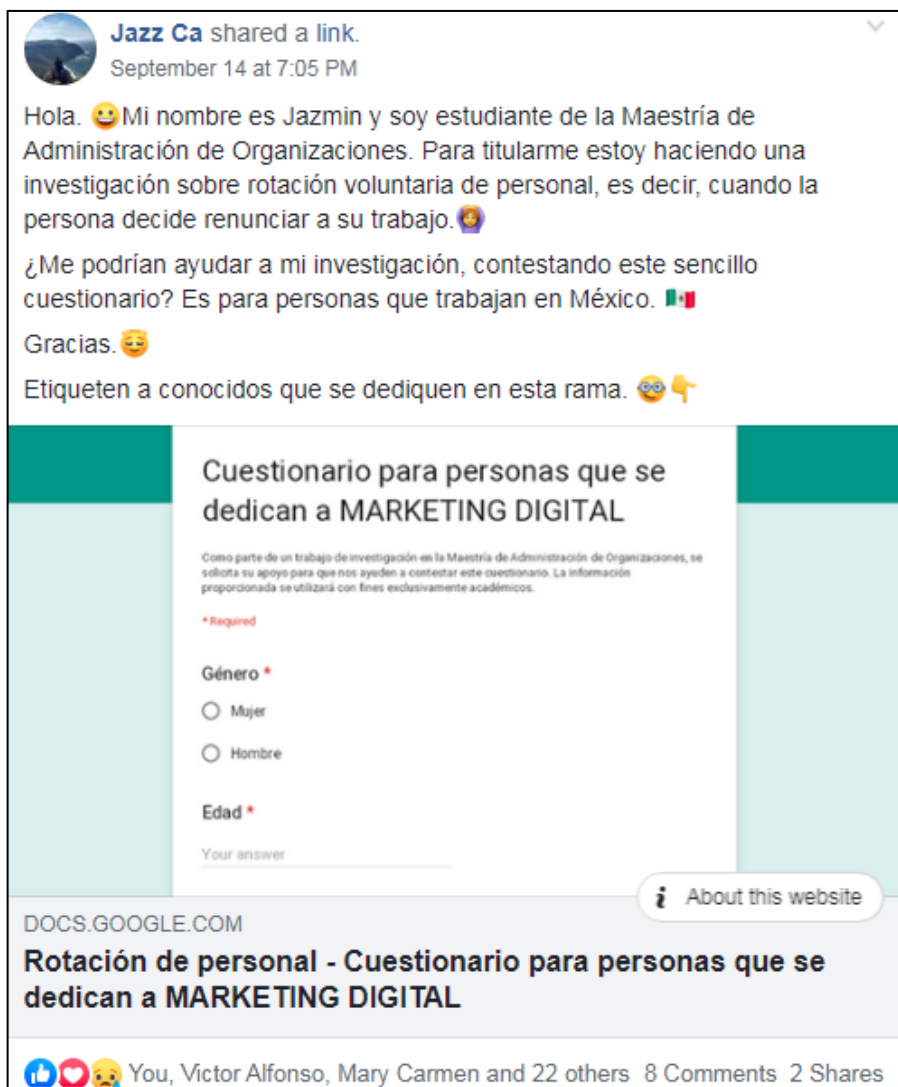 Jazz Ca shared a link.
September 14 at 7:05 PM
Hola. 😀Mi nombre es Jazmin y soy estudiante de la Maestría de
Administración de Organizaciones. Para titularme estoy haciendo una
investigación sobre rotación voluntaria de personal, es decir, cuando la
persona decide renunciar a su trabajo.🙆‍♀️
¿Me podrían ayudar a mi investigación, contestando este sencillo
cuestionario? Es para personas que trabajan en México. 🇲🇽
Gracias.😇
Etiqueten a conocidos que se dediquen en esta rama. 🤓👇
Cuestionario para personas que se
dedican a MARKETING DIGITAL
Como parte de un trabajo de investigación en la Maestría de Administración de Organizaciones, se
solicita su apoyo para que nos ayuden a contestar este cuestionario. La información
proporcionada se utilizará con fines exclusivamente académicos.
* Required
Género *
Mujer
Hombre
Edad *
Your answer
i About this website
DOCS.GOOGLE.COM
Rotación de personal - Cuestionario para personas que se
dedican a MARKETING DIGITAL
You, Victor Alfonso, Mary Carmen and 22 others 8 Comments 2 Shares